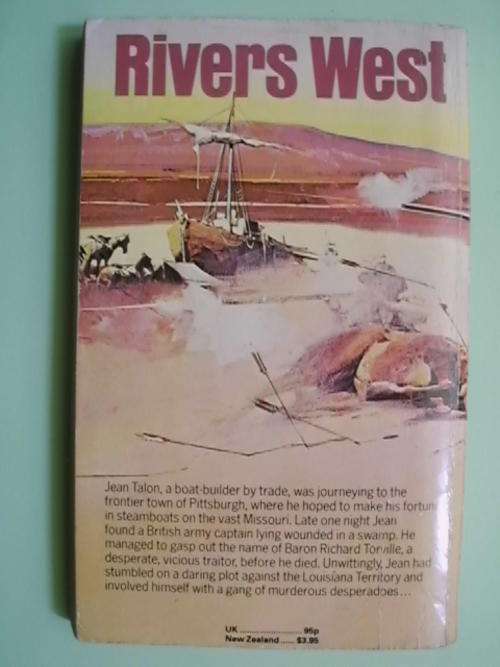 Rivers West
Jean Talon, a boat-builder by trade, was journeying to the
frontier town of Pittsburgh, where he hoped to make his fortune
in steamboats on the vast Missouri. Late one night Jean
found a British army captain lying wounded in a swamp. He
managed to gasp out the name of Baron Richard Torville, a
desperate, vicious traitor, before he died. Unwittingly, Jean had
stumbled on a daring plot against the Louisiana Territory and
involved himself with a gang of murderous desperadoes...
UK .......................... 95p
New Zealand ..... $3.95